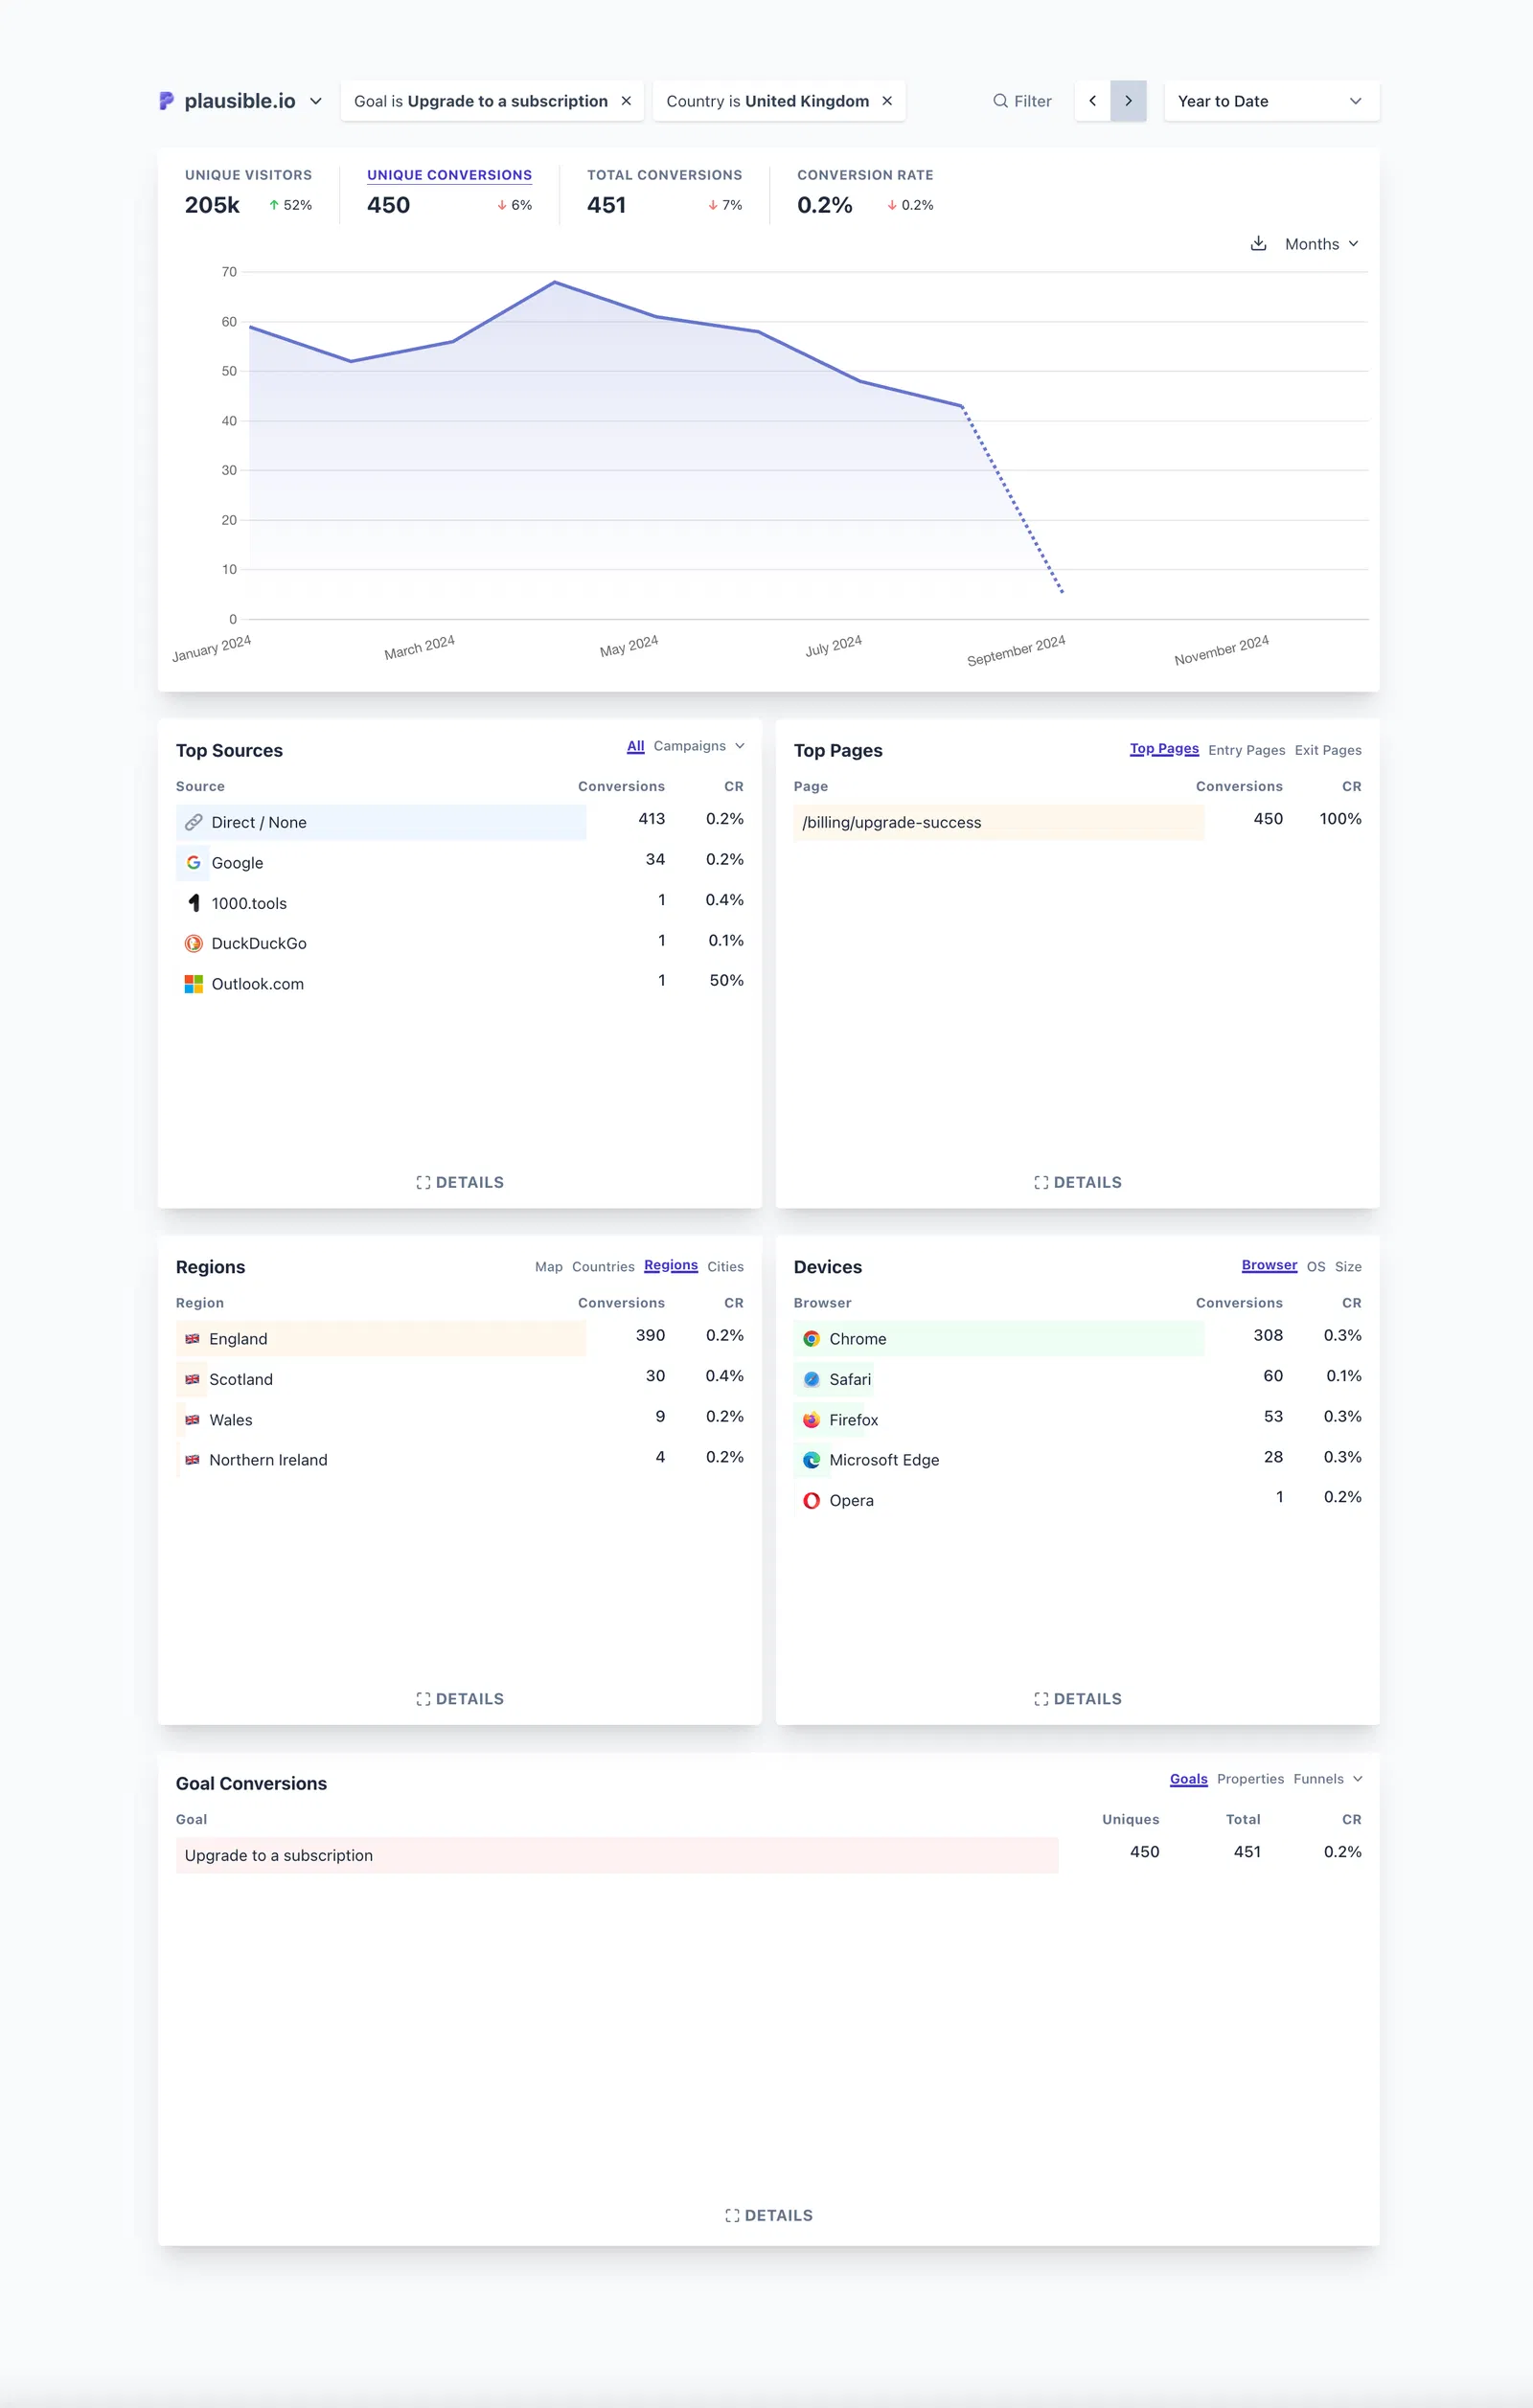 plausible.io Goal is Upgrade to a subscription × Country is United Kingdom × Filter Year to Date
UNIQUE VISITORS UNIQUE CONVERSIONS TOTAL CONVERSIONS CONVERSION RATE
205k ↑ 52% 450 ↓ 6% 451 ↓ 7% 0.2% ↓ 0.2%
Months
70
60
50
40
30
20
10
0
January 2024 March 2024 May 2024 July 2024 September 2024 November 2024
Top Sources All Campaigns
Source Conversions CR
Direct / None 413 0.2%
Google 34 0.2%
1000.tools 1 0.4%
DuckDuckGo 1 0.1%
Outlook.com 1 50%
DETAILS
Top Pages Top Pages Entry Pages Exit Pages
Page Conversions CR
/billing/upgrade-success 450 100%
DETAILS
Regions Map Countries Regions Cities
Region Conversions CR
England 390 0.2%
Scotland 30 0.4%
Wales 9 0.2%
Northern Ireland 4 0.2%
DETAILS
Devices Browser OS Size
Browser Conversions CR
Chrome 308 0.3%
Safari 60 0.1%
Firefox 53 0.3%
Microsoft Edge 28 0.3%
Opera 1 0.2%
DETAILS
Goal Conversions Goals Properties Funnels
Goal Uniques Total CR
Upgrade to a subscription 450 451 0.2%
DETAILS